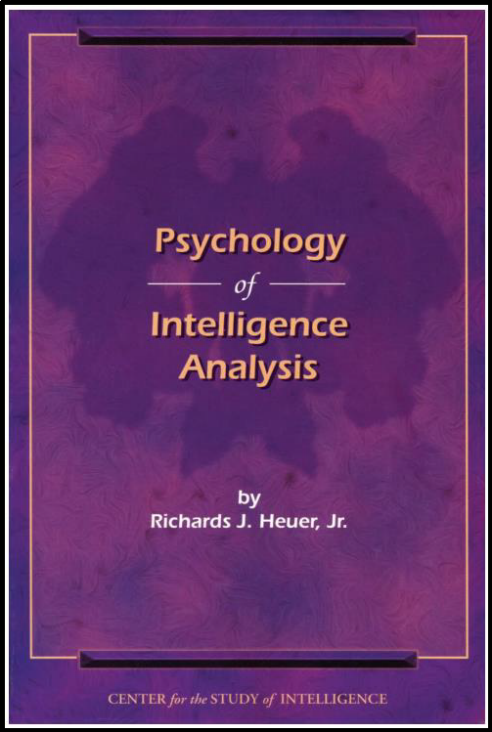 Psychology
of
Intelligence
Analysis
by
Richards J. Heuer, Jr.
CENTER for the STUDY of INTELLIGENCE